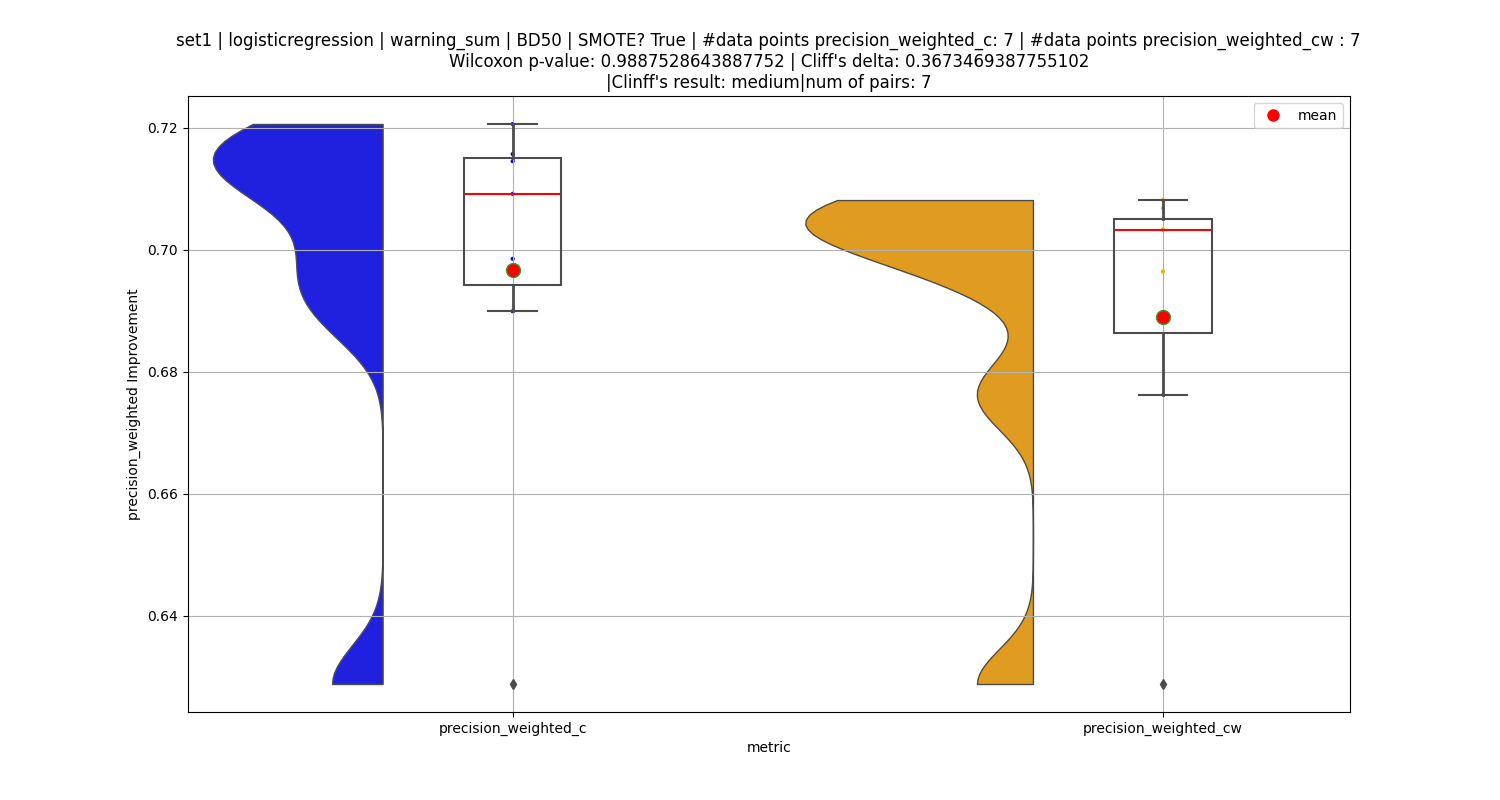 set1 | logisticregression | warning_sum | BD50 | SMOTE? True | #data points precision_weighted_c: 7 | #data points precision_weighted_cw : 7
Wilcoxon p-value: 0.9887528643887752 | Cliff's delta: 0.3673469387755102
|Clinff's result: medium|num of pairs: 7
mean
0.72
0.70
0.68
0.66
0.64
precision_weighted Improvement
precision_weighted_c
precision_weighted_cw
metric